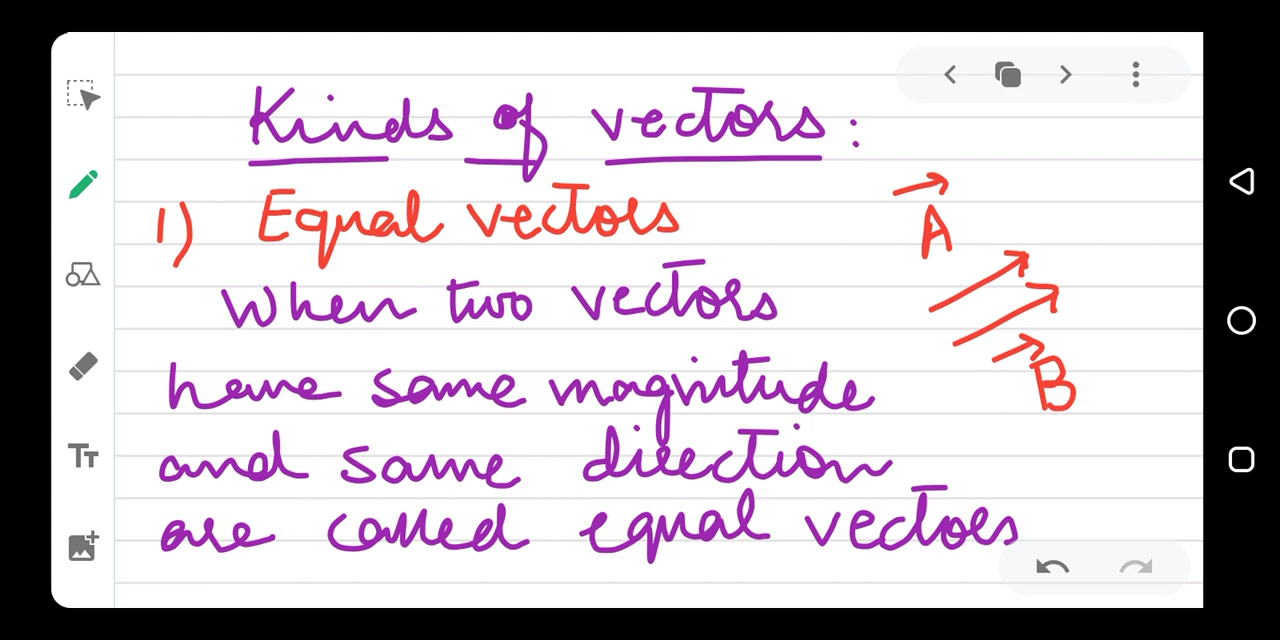 Kinds of vectors:
1) Equal vectors
A
When two vectors
have same magnitude
B
and same direction
are called equal vectors
TT